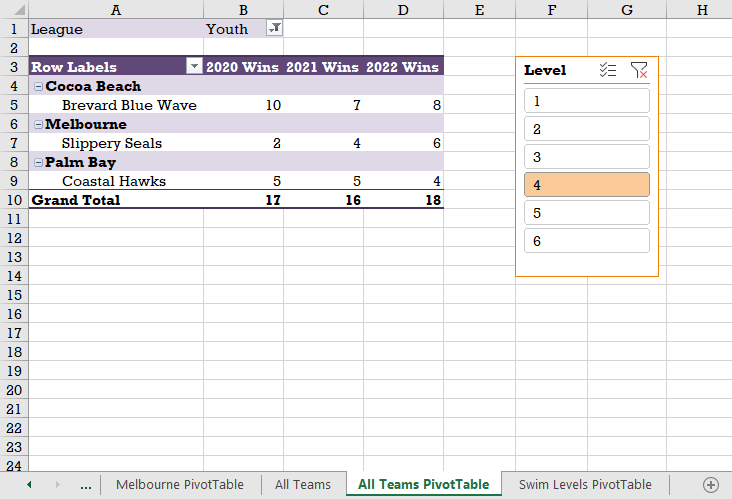 A B C D E F G H
1 League Youth
2
3 Row Labels 2020 Wins 2021 Wins 2022 Wins
4 Cocoa Beach
5 Brevard Blue Wave 10 7 8
6 Melbourne
7 Slippery Seals 2 4 6
8 Palm Bay
9 Coastal Hawks 5 5 4
10 Grand Total 17 16 18
11
12
13
14
15
16
17
18
19
20
21
22
23
24
Level
1
2
3
4
5
6
... Melbourne PivotTable All Teams All Teams PivotTable Swim Levels PivotTable